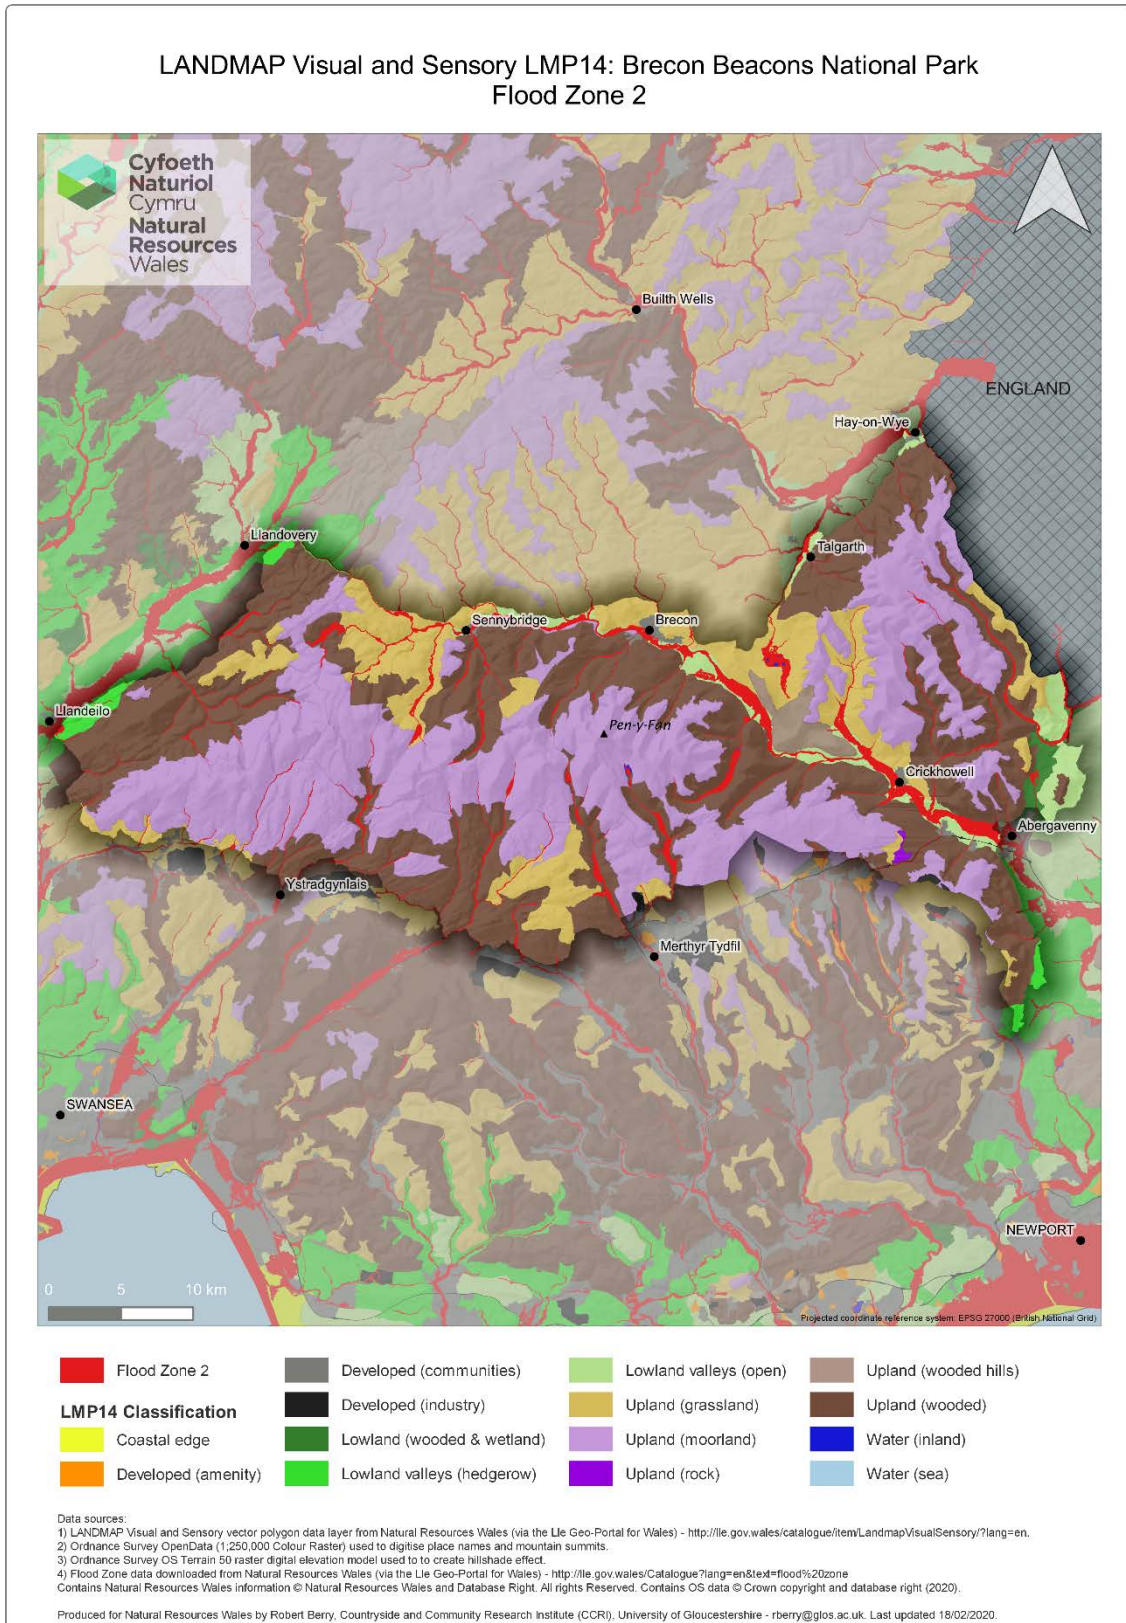 LANDMAP Visual and Sensory LMP14: Brecon Beacons National Park
Flood Zone 2
Cyfoeth
Naturiol
Cymru
Natural
Resources
Wales
Builth Wells
ENGLAND
Hay-on-Wye
Llandovery
Talgarth
Sennybridge
Brecon
Llandeilo
Pen-y-Fan
Crickhowell
Abergavenny
Ystradgynlais
Merthyr Tydfil
SWANSEA
NEWPORT
0 5 10 km
Projected coordinate reference system: EPSG 27000 (British National Grid)
Flood Zone 2
LMP14 Classification
Coastal edge
Developed (amenity)
Developed (communities)
Developed (industry)
Lowland (wooded & wetland)
Lowland valleys (hedgerow)
Lowland valleys (open)
Upland (grassland)
Upland (moorland)
Upland (rock)
Upland (wooded hills)
Upland (wooded)
Water (inland)
Water (sea)
Data sources:
1) LANDMAP Visual and Sensory vector polygon data layer from Natural Resources Wales (via the Lle Geo-Portal for Wales) - http://lle.gov.wales/catalogue/item/LandmapVisualSensory/?lang=en.
2) Ordnance Survey OpenData (1;250,000 Colour Raster) used to digitise place names and mountain summits.
3) Ordnance Survey OS Terrain 50 raster digital elevation model used to to create hillshade effect.
4) Flood Zone data downloaded from Natural Resources Wales (via the Lle Geo-Portal for Wales) - http://lle.gov.wales/Catalogue?lang=en&text=flood%20zone
Contains Natural Resources Wales information © Natural Resources Wales and Database Right. All rights Reserved. Contains OS data © Crown copyright and database right (2020).
Produced for Natural Resources Wales by Robert Berry, Countryside and Community Research Institute (CCRI), University of Gloucestershire - rberry@glos.ac.uk. Last updated 18/02/2020.